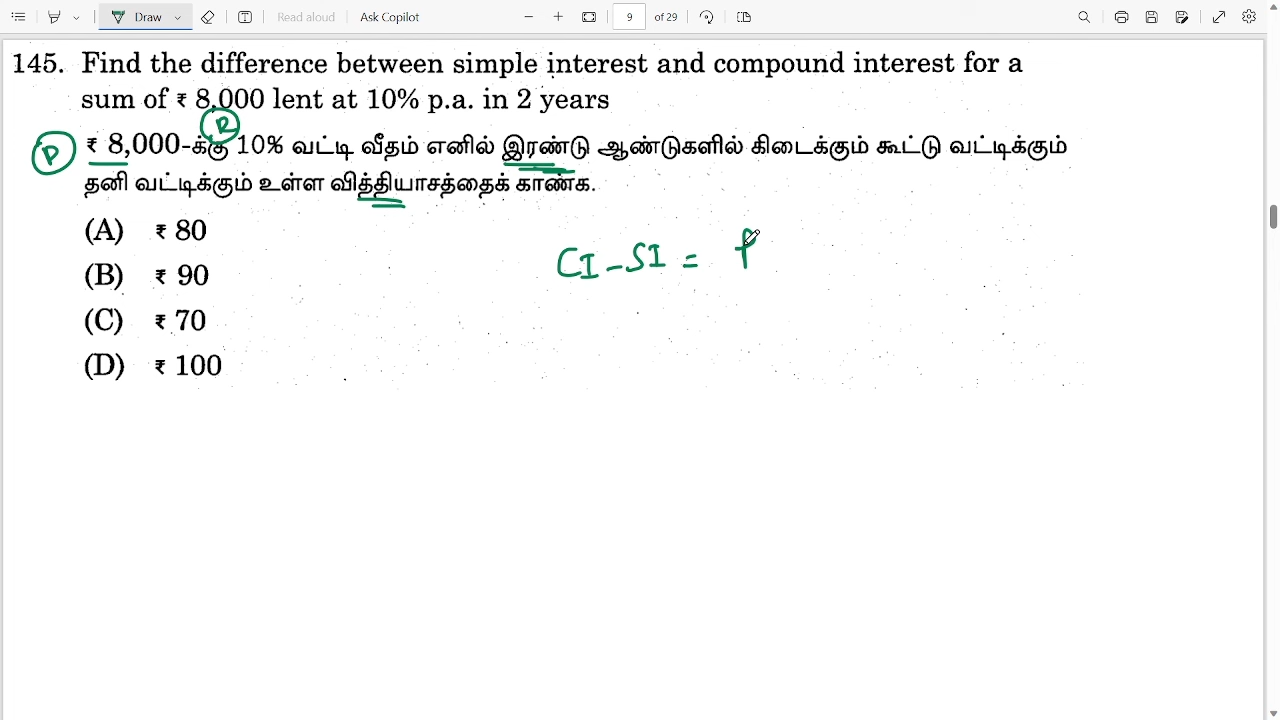 Draw
Read aloud
Ask Copilot
9
of 29
145. Find the difference between simple interest and compound interest for a
sum of ₹ 8,000 lent at 10% p.a. in 2 years
R
P
₹ 8,000-க்கு 10% வட்டி வீதம் எனில் இரண்டு ஆண்டுகளில் கிடைக்கும் கூட்டு வட்டிக்கும்
தனி வட்டிக்கும் உள்ள வித்தியாசத்தைக் காண்க.
(A) ₹ 80
CI - SI = P
(B) ₹ 90
(C) ₹ 70
(D) ₹ 100